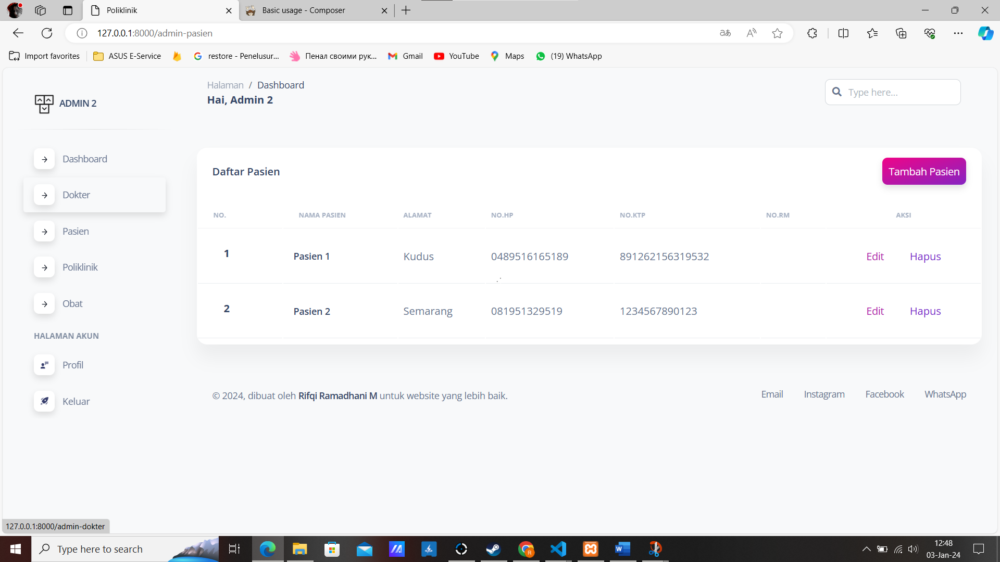 Poliklinik
Basic usage - Composer
127.0.0.1:8000/admin-pasien
Import favorites
ASUS E-Service
restore - Penelusur...
Пенал своими рук...
Gmail
YouTube
Maps
(19) WhatsApp
ADMIN 2
Halaman / Dashboard
Hai, Admin 2
Type here...
Dashboard
Dokter
Pasien
Poliklinik
Obat
HALAMAN AKUN
Profil
Keluar
Daftar Pasien
Tambah Pasien
NO. NAMA PASIEN ALAMAT NO.HP NO.KTP NO.RM AKSI
1 Pasien 1 Kudus 0489516165189 891262156319532 Edit Hapus
2 Pasien 2 Semarang 081951329519 1234567890123 Edit Hapus
© 2024, dibuat oleh Rifqi Ramadhani M untuk website yang lebih baik.
Email Instagram Facebook WhatsApp
127.0.0.1:8000/admin-dokter
Type here to search
12:48
03-Jan-24